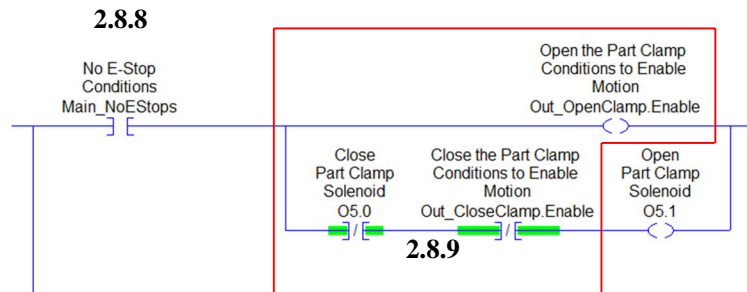 2.8.8
No E-Stop
Conditions
Main_NoEStops
Open the Part Clamp
Conditions to Enable
Motion
Out_OpenClamp.Enable
Close
Part Clamp
Solenoid
O5.0
Close the Part Clamp
Conditions to Enable
Motion
Out_CloseClamp.Enable
Open
Part Clamp
Solenoid
O5.1
2.8.9